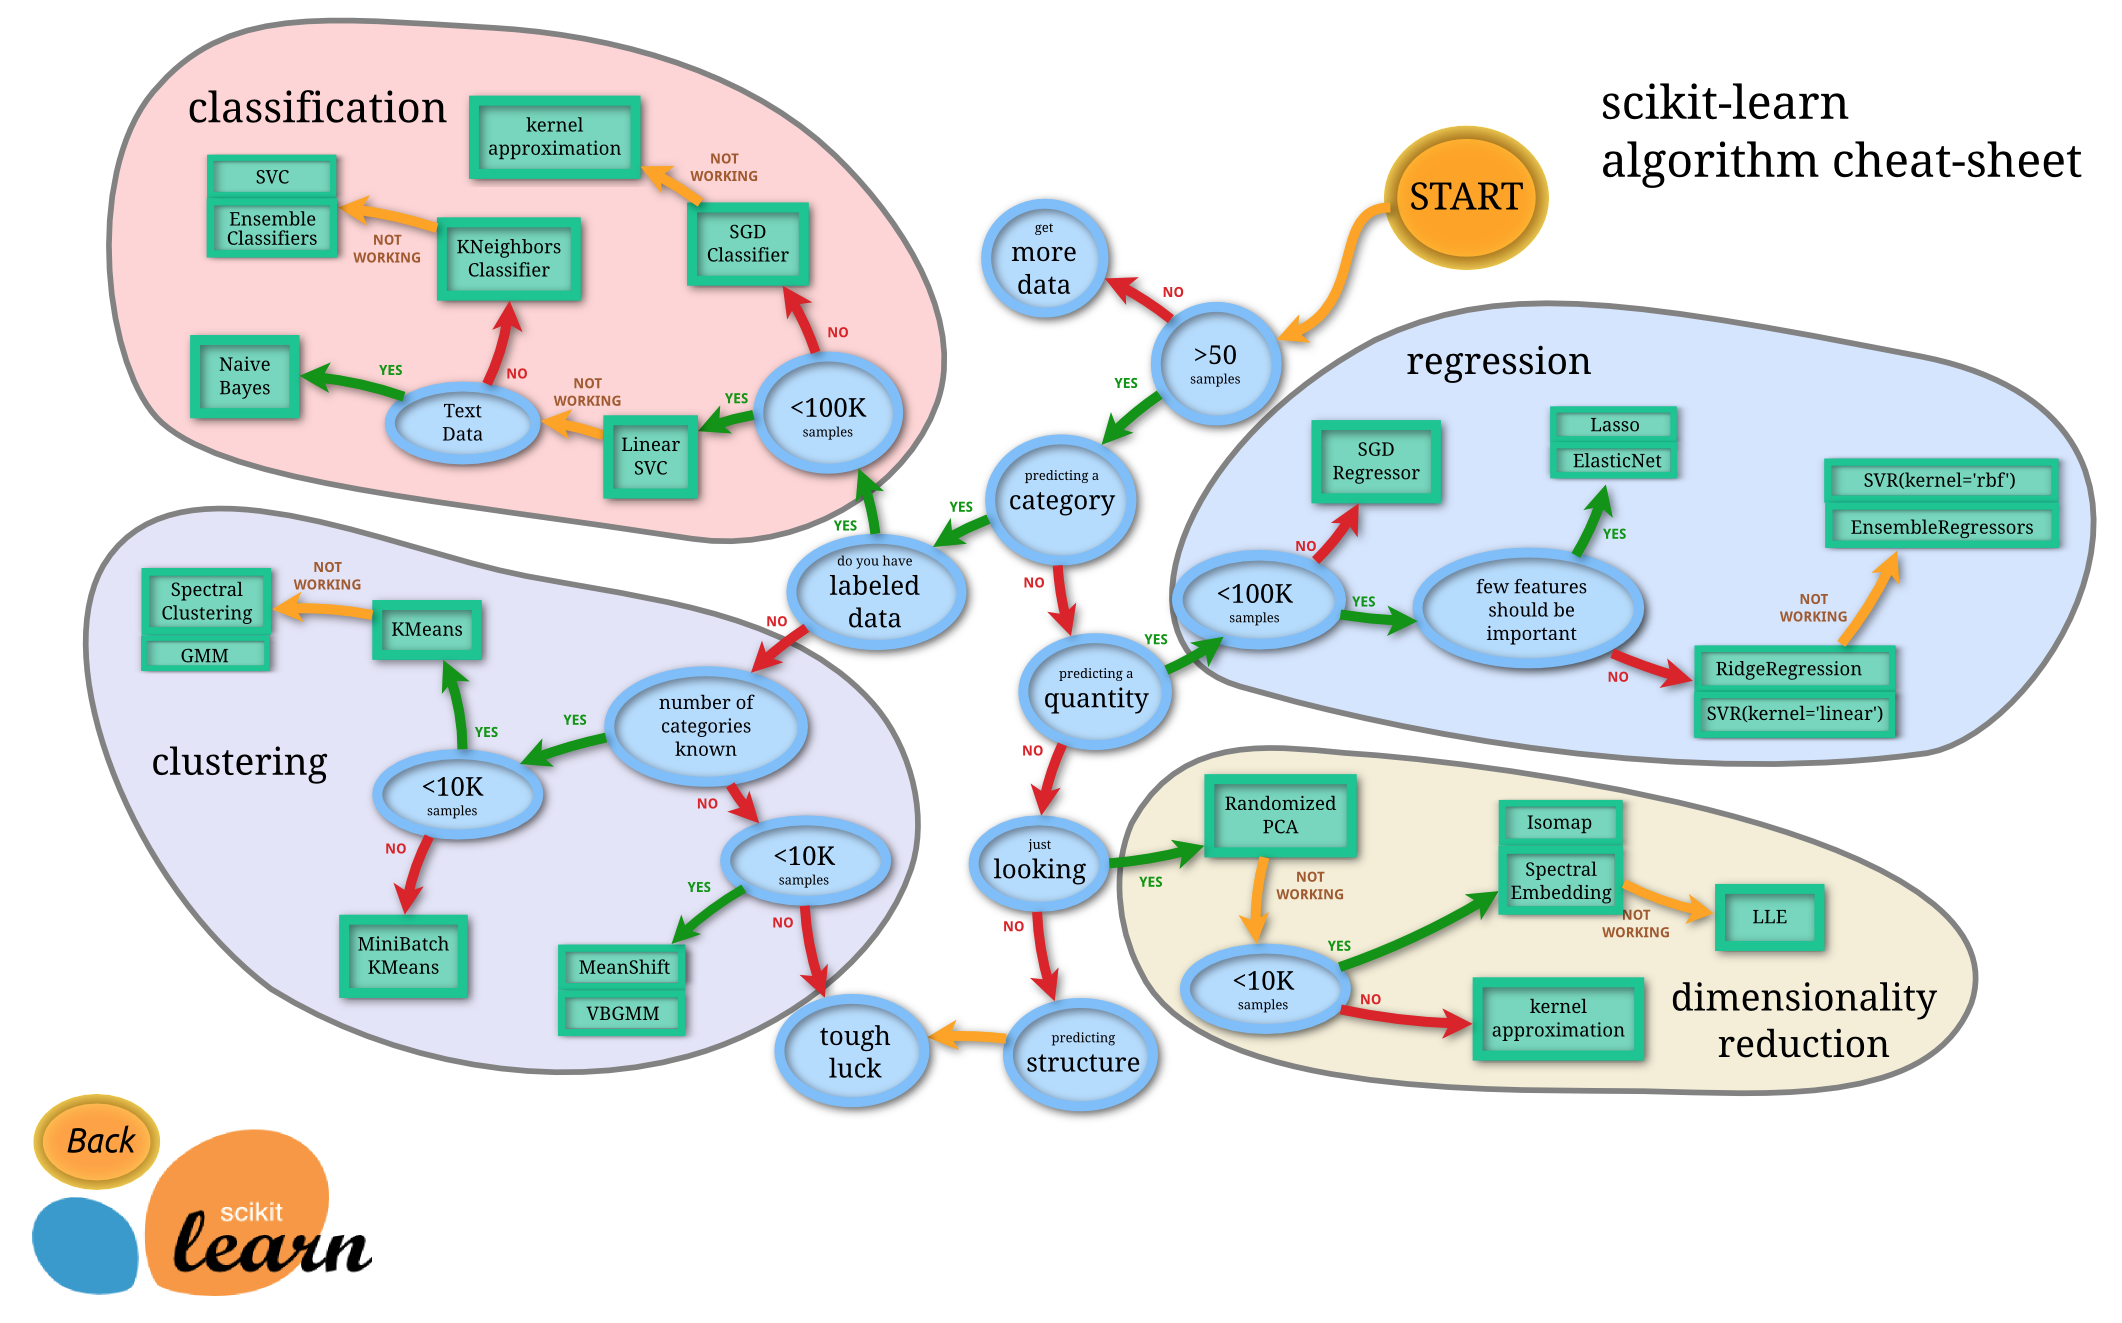 scikit-learn
algorithm cheat-sheet
START
classification
kernel
approximation
NOT
WORKING
SVC
Ensemble
Classifiers
NOT
WORKING
KNeighbors
Classifier
SGD
Classifier
NO
Naive
Bayes
YES
NO
Text
Data
NOT
WORKING
Linear
SVC
YES
<100K
samples
YES
get
more
data
NO
>50
samples
YES
predicting a
category
YES
NO
do you have
labeled
data
NO
predicting a
quantity
YES
NO
just
looking
YES
NO
predicting
structure
tough
luck
regression
SGD
Regressor
NO
Lasso
ElasticNet
YES
SVR(kernel='rbf')
EnsembleRegressors
<100K
samples
YES
few features
should be
important
NOT
WORKING
NO
RidgeRegression
SVR(kernel='linear')
clustering
Spectral
Clustering
GMM
NOT
WORKING
KMeans
YES
number of
categories
known
YES
NO
<10K
samples
NO
MiniBatch
KMeans
<10K
samples
YES
NO
MeanShift
VBGMM
Randomized
PCA
NOT
WORKING
Isomap
Spectral
Embedding
NOT
WORKING
LLE
YES
<10K
samples
NO
kernel
approximation
dimensionality
reduction
Back
scikit
learn